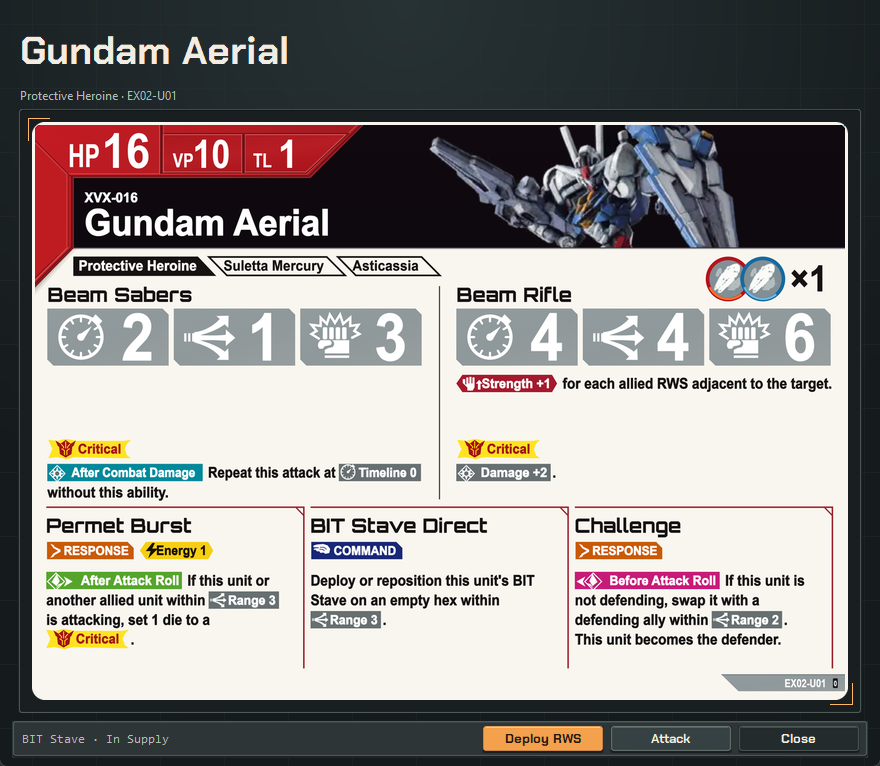 Gundam Aerial
Protective Heroine · EX02-U01
HP 16 VP 10 TL 1
XVX-016
Gundam Aerial
Protective Heroine Suletta Mercury Asticassia
×1
Beam Sabers
2 1 3
Critical
After Combat Damage Repeat this attack at Timeline 0
without this ability.
Beam Rifle
4 4 6
Strength +1 for each allied RWS adjacent to the target.
Critical
Damage +2 .
Permet Burst
RESPONSE Energy 1
After Attack Roll If this unit or
another allied unit within Range 3
is attacking, set 1 die to a
Critical .
BIT Stave Direct
COMMAND
Deploy or reposition this unit's BIT
Stave on an empty hex within
Range 3 .
Challenge
RESPONSE
Before Attack Roll If this unit is
not defending, swap it with a
defending ally within Range 2 .
This unit becomes the defender.
EX02-U01 0
BIT Stave · In Supply
Deploy RWS Attack Close